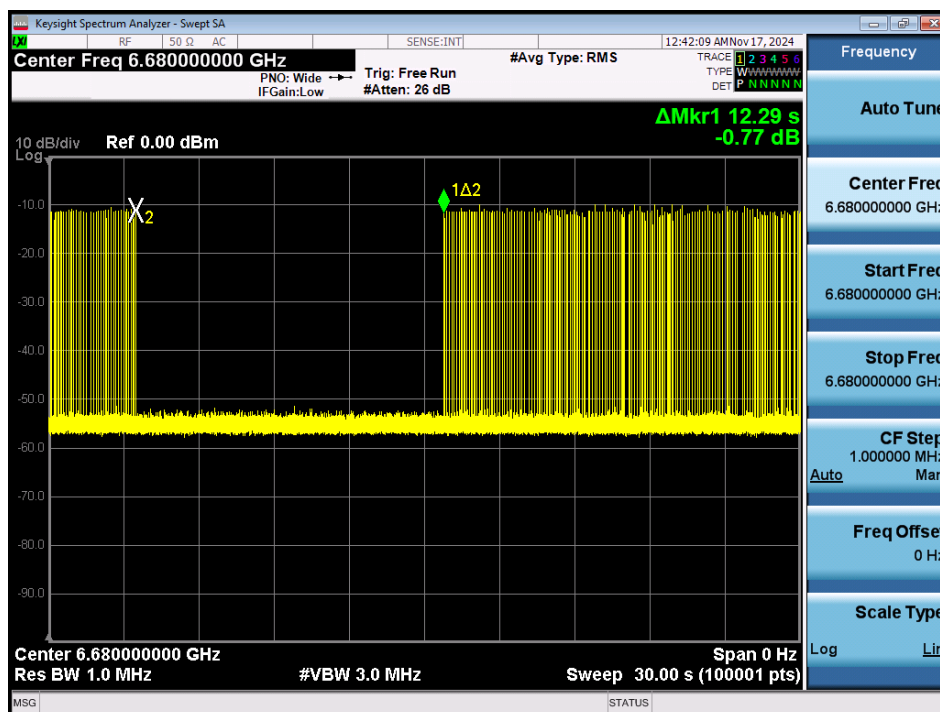 Keysight Spectrum Analyzer - Swept SA
LXI RF 50 Ω AC SENSE:INT 12:42:09 AM Nov 17, 2024
Center Freq 6.680000000 GHz
PNO: Wide
IFGain:Low
Trig: Free Run
#Atten: 26 dB
#Avg Type: RMS
TRACE 1 2 3 4 5 6
TYPE WWWWWW
DET P N N N N N
ΔMkr1 12.29 s
-0.77 dB
10 dB/div Ref 0.00 dBm
Log
1Δ2
2
-10.0
-20.0
-30.0
-40.0
-50.0
-60.0
-70.0
-80.0
-90.0
Center 6.680000000 GHz Span 0 Hz
Res BW 1.0 MHz #VBW 3.0 MHz Sweep 30.00 s (100001 pts)
MSG STATUS
Frequency
Auto Tune
Center Freq
6.680000000 GHz
Start Freq
6.680000000 GHz
Stop Freq
6.680000000 GHz
CF Step
1.000000 MHz
Auto Man
Freq Offset
0 Hz
Scale Type
Log Lin